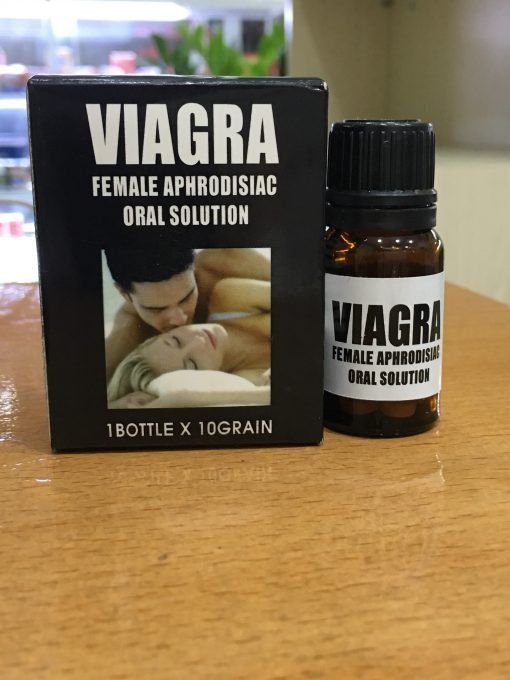 VIAGRA
FEMALE APHRODISIAC
ORAL SOLUTION
1BOTTLE X 10GRAIN
VIAGRA
FEMALE APHRODISIAC
ORAL SOLUTION